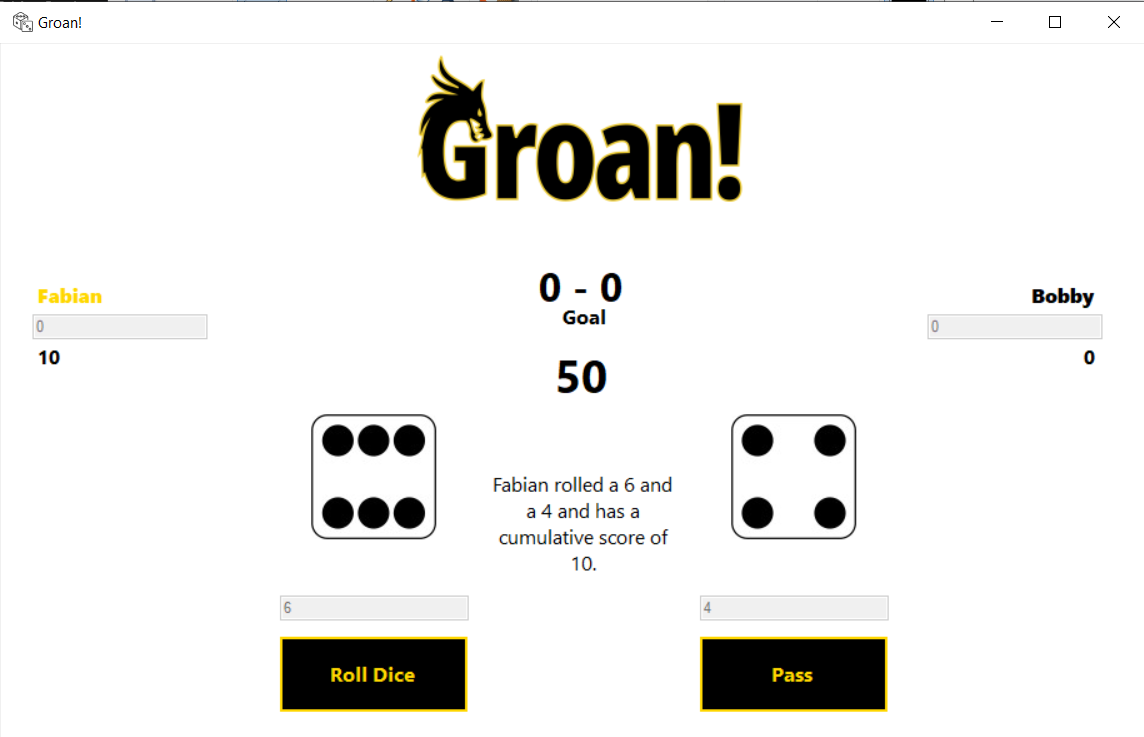 Groan!
Groan!
0 - 0
Goal
50
Fabian
0
10
Bobby
0
0
Fabian rolled a 6 and
a 4 and has a
cumulative score of
10.
6
4
Roll Dice
Pass